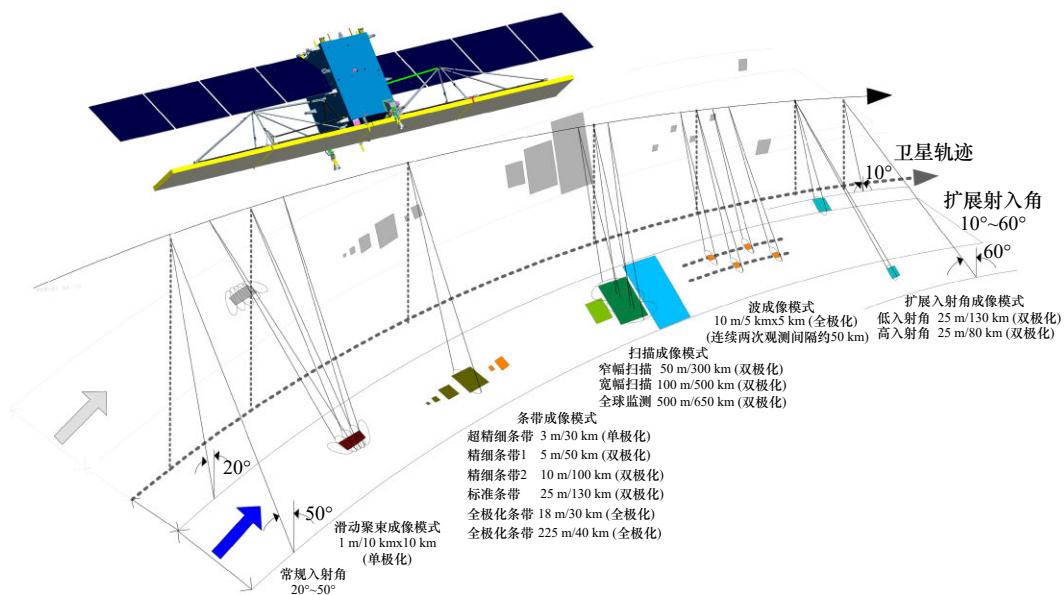 卫星轨迹
10°
扩展射入角
10°~60°
60°
扩展入射角成像模式
低入射角 25 m/130 km (双极化)
高入射角 25 m/80 km (双极化)
波成像模式
10 m/5 kmx5 km (全极化)
(连续两次观测间隔约50 km)
扫描成像模式
窄幅扫描 50 m/300 km (双极化)
宽幅扫描 100 m/500 km (双极化)
全球监测 500 m/650 km (双极化)
条带成像模式
超精细条带 3 m/30 km (单极化)
精细条带1 5 m/50 km (双极化)
精细条带2 10 m/100 km (双极化)
标准条带 25 m/130 km (双极化)
全极化条带 18 m/30 km (全极化)
全极化条带 225 m/40 km (全极化)
20°
50°
滑动聚束成像模式
1 m/10 kmx10 km
(单极化)
常规入射角
20°~50°